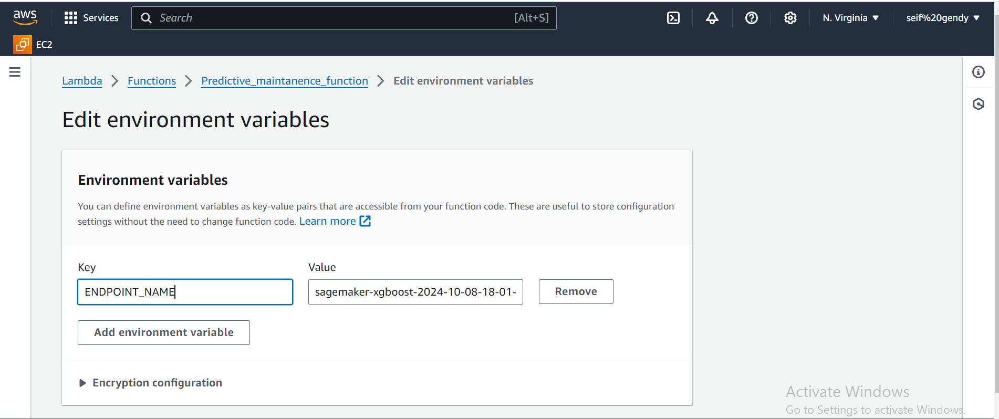 aws
Services
Search
[Alt+S]
N. Virginia
seif%20gendy
EC2
Lambda
Functions
Predictive_maintanence_function
Edit environment variables
Edit environment variables
Environment variables
You can define environment variables as key-value pairs that are accessible from your function code. These are useful to store configuration
settings without the need to change function code. Learn more
Key
Value
ENDPOINT_NAME
sagemaker-xgboost-2024-10-08-18-01-
Remove
Add environment variable
Encryption configuration
Activate Windows
Go to Settings to activate Windows.